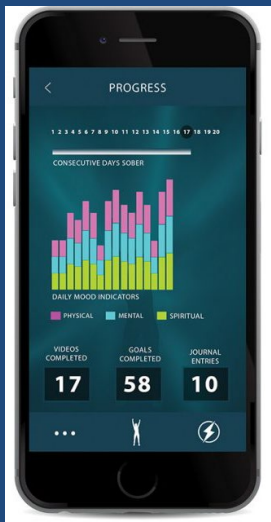 PROGRESS
1 2 3 4 5 6 7 8 9 10 11 12 13 14 15 16 17 18 19 20
CONSECUTIVE DAYS SOBER
DAILY MOOD INDICATORS
PHYSICAL MENTAL SPIRITUAL
VIDEOS COMPLETED GOALS COMPLETED JOURNAL ENTRIES
17 58 10